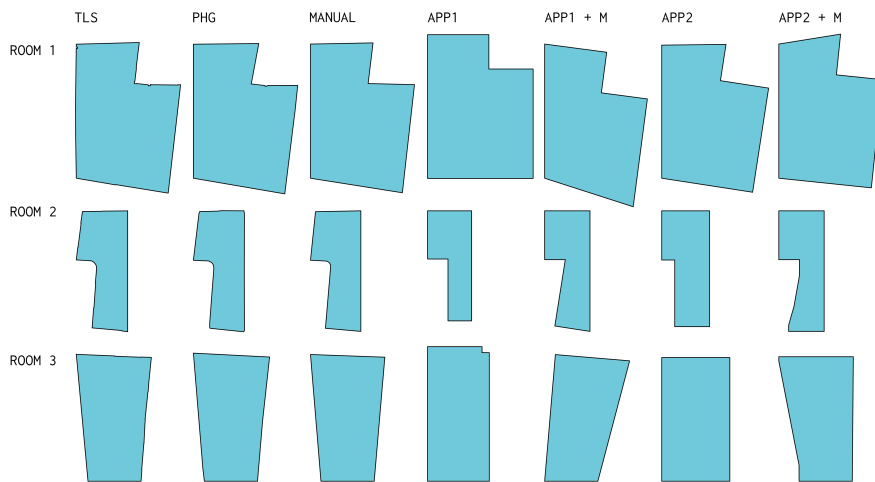 TLS PHG MANUAL APP1 APP1 + M APP2 APP2 + M
ROOM 1
ROOM 2
ROOM 3